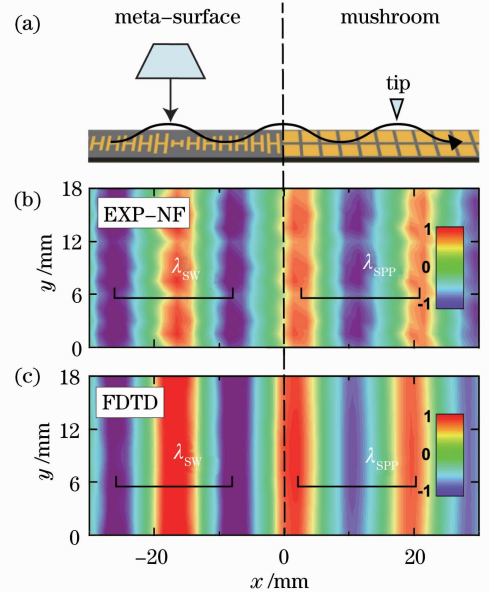 (a)
meta-surface
mushroom
tip
(b)
EXP-NF
λSW
λSPP
y/mm
18
12
6
0
1
0
-1
(c)
FDTD
λSW
λSPP
y/mm
18
12
6
0
1
0
-1
-20
0
20
x/mm